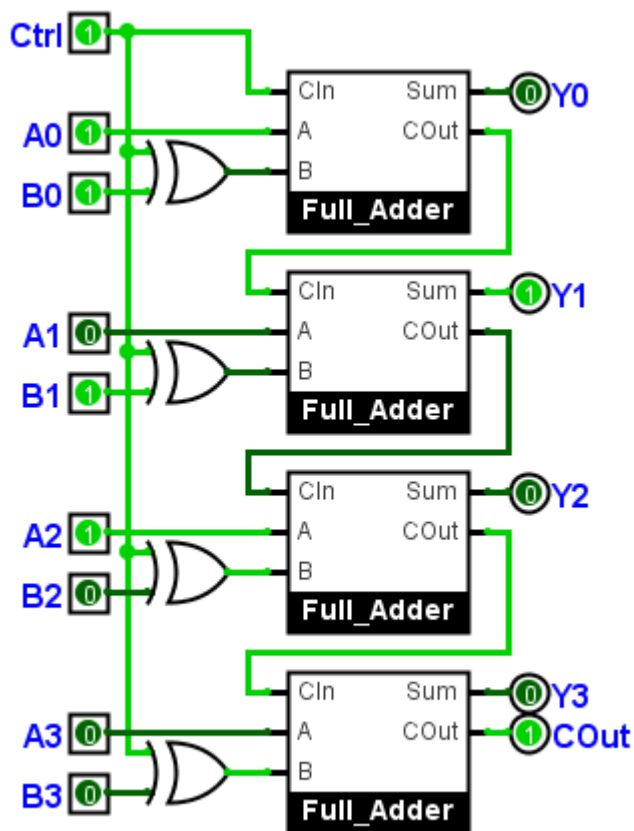 Ctrl 1
CIn Sum 0 Y0
A0 1 A COut
B0 1 B
Full_Adder
CIn Sum 1 Y1
A1 0 A COut
B1 1 B
Full_Adder
CIn Sum 0 Y2
A2 1 A COut
B2 0 B
Full_Adder
CIn Sum 0 Y3
A3 0 A COut 1 COut
B3 0 B
Full_Adder